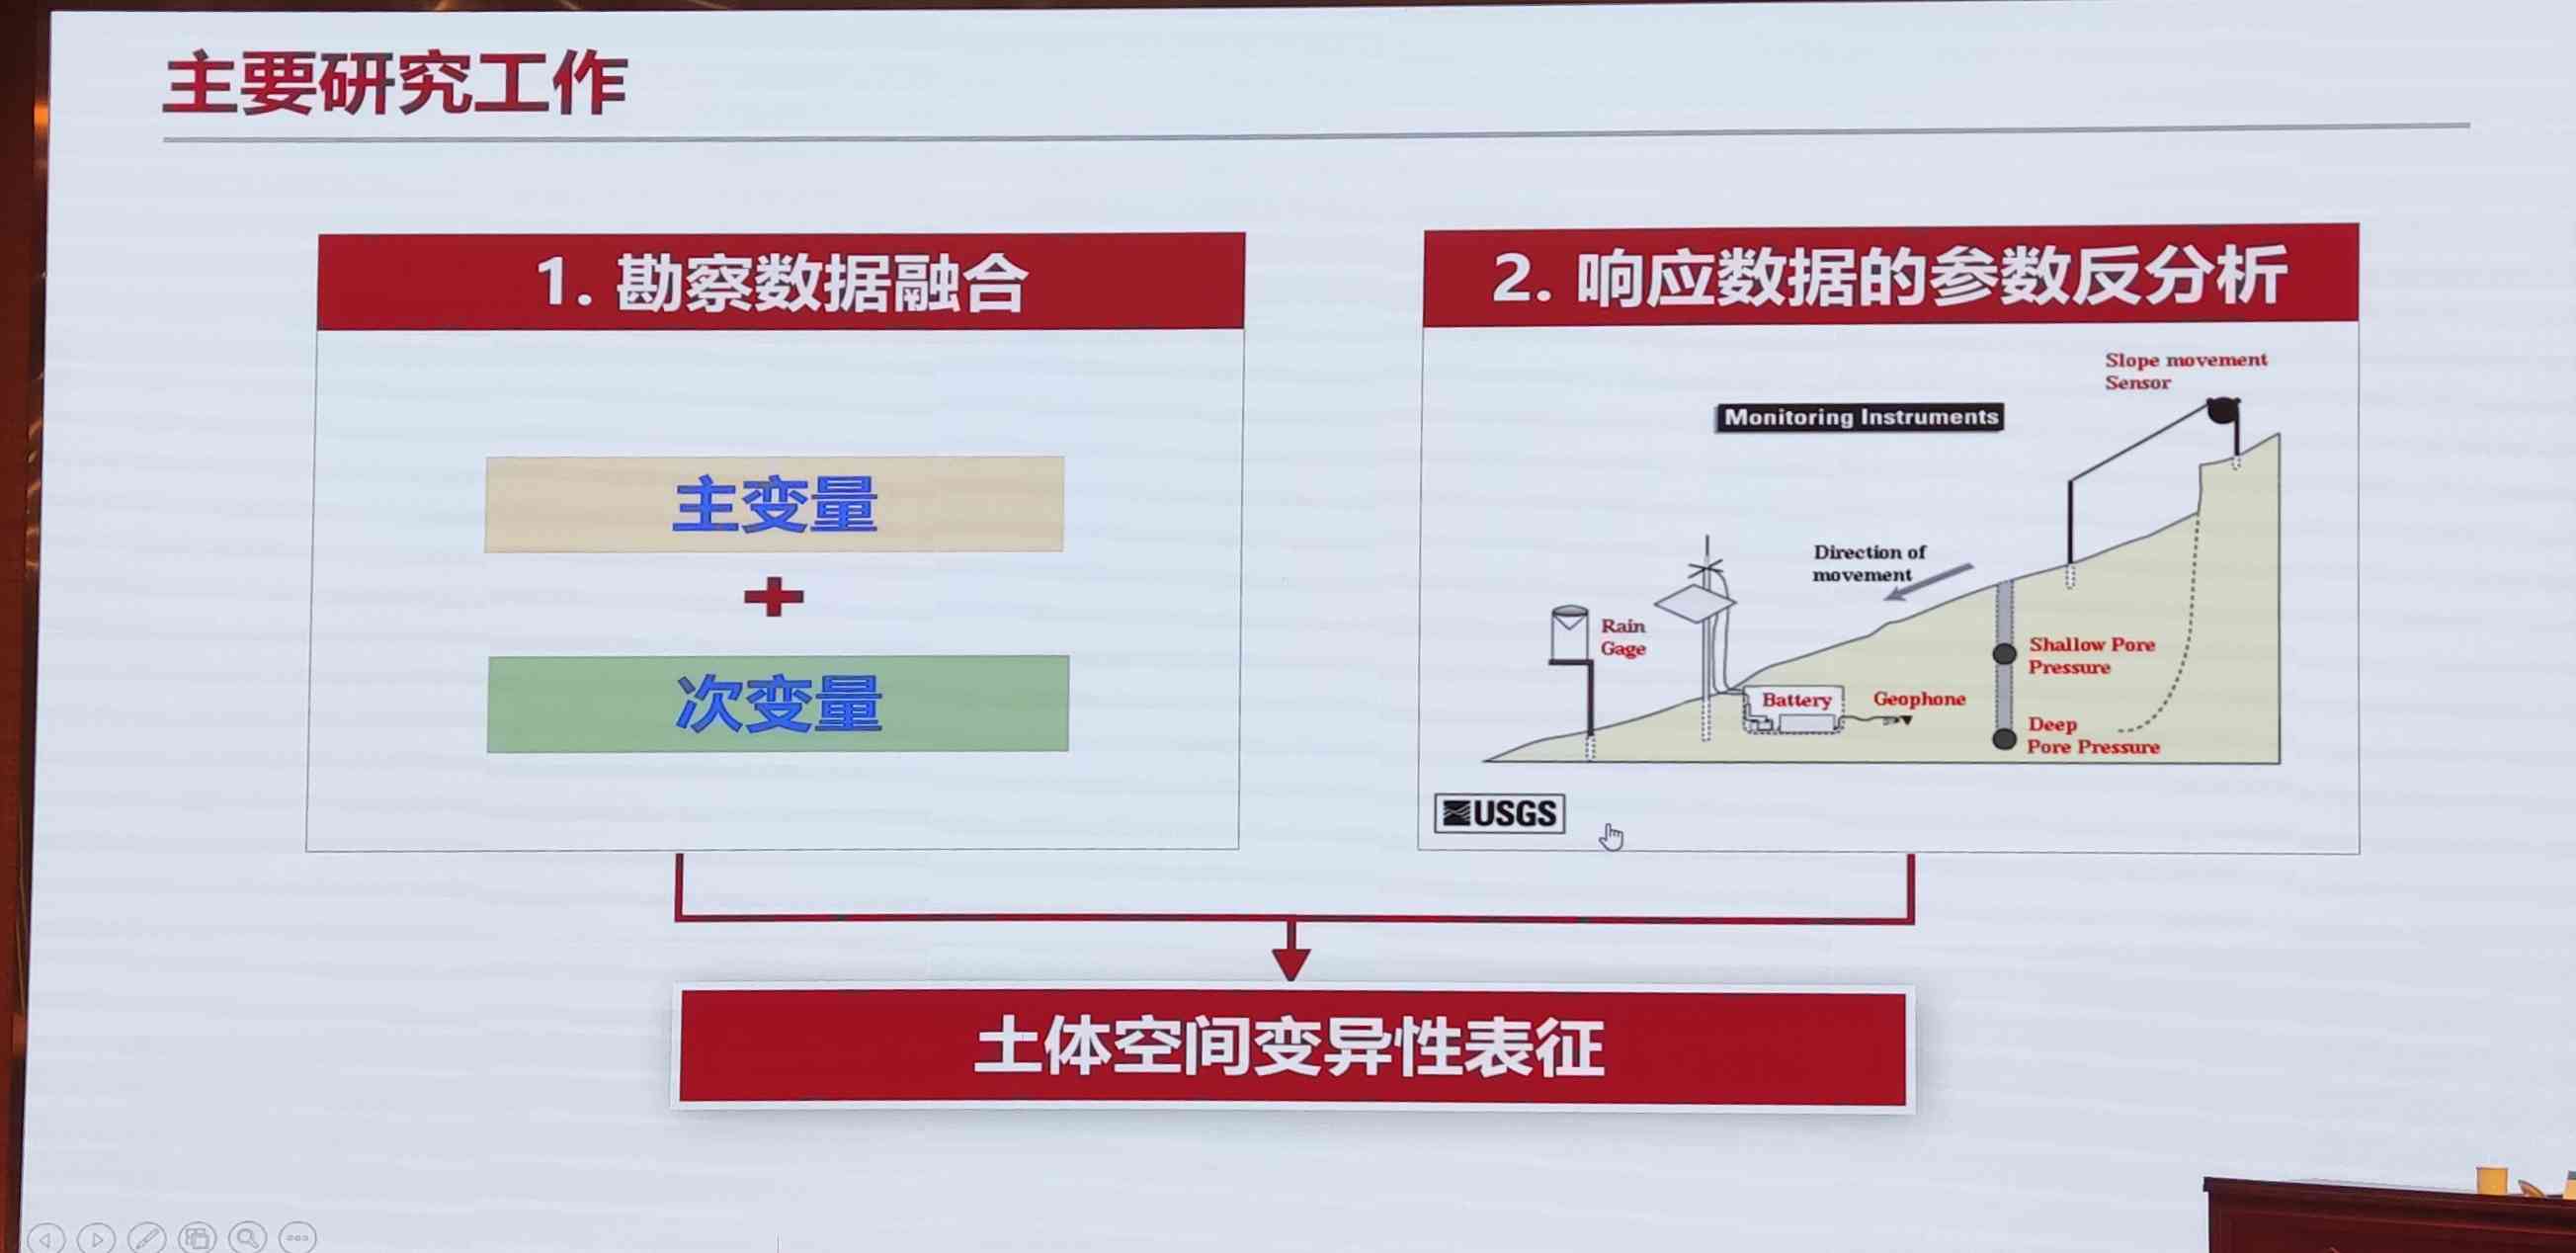 主要研究工作
1. 勘察数据融合
主变量
+
次变量
2. 响应数据的参数反分析
Slope movement
Sensor
Monitoring Instruments
Direction of
movement
Rain
Gage
Battery
Geophone
Shallow Pore
Pressure
Deep
Pore Pressure
USGS
土体空间变异性表征